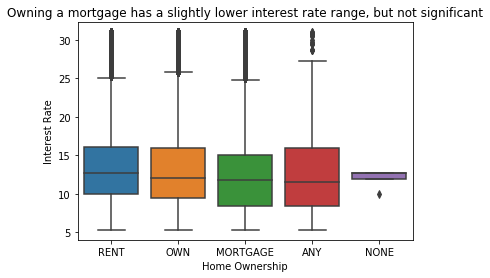 Owning a mortgage has a slightly lower interest rate range, but not significant
30
25
20
15
10
5
Interest Rate
RENT OWN MORTGAGE ANY NONE
Home Ownership